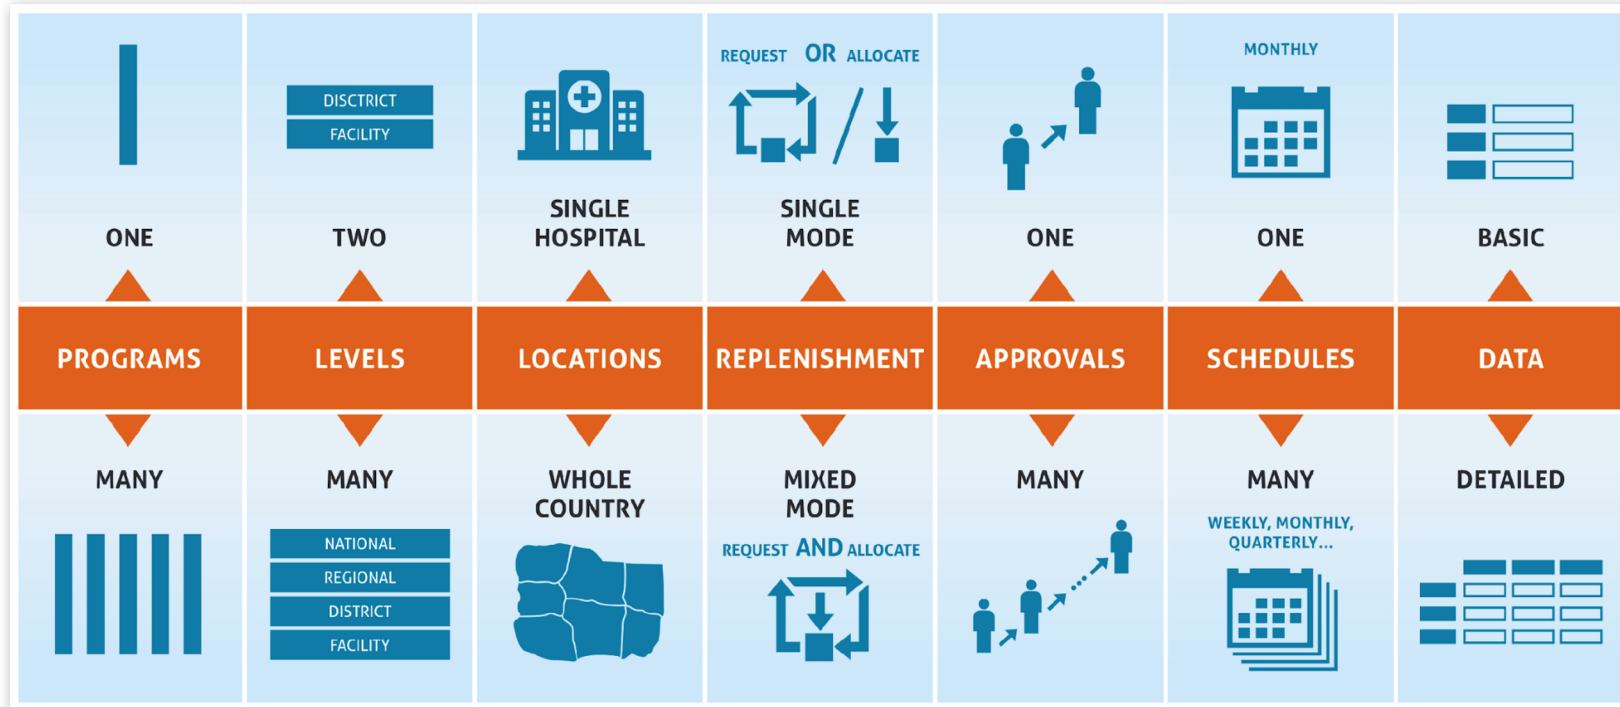 MONTHLY
REQUEST OR ALLOCATE
DISCTRICT
FACILITY
ONE
TWO
SINGLE
HOSPITAL
SINGLE
MODE
ONE
ONE
BASIC
PROGRAMS
LEVELS
LOCATIONS
REPLENISHMENT
APPROVALS
SCHEDULES
DATA
MANY
MANY
WHOLE
COUNTRY
MIXED
MODE
MANY
MANY
DETAILED
REQUEST AND ALLOCATE
WEEKLY, MONTHLY,
QUARTERLY...
NATIONAL
REGIONAL
DISTRICT
FACILITY